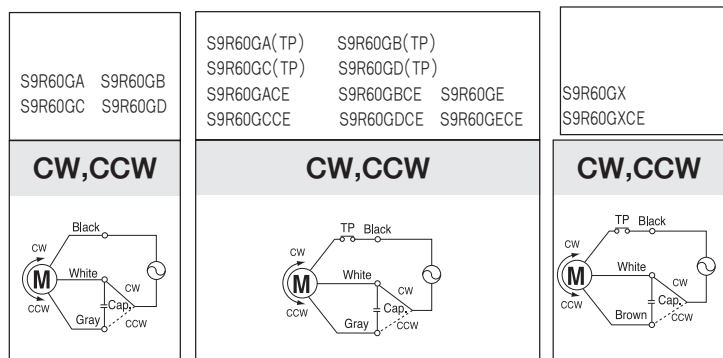 S9R60GA S9R60GB
S9R60GC S9R60GD
CW,CCW
Black
CW
White
M
CW
Cap.
CCW
CCW
Gray
S9R60GA(TP) S9R60GB(TP)
S9R60GC(TP) S9R60GD(TP)
S9R60GACE S9R60GBCE S9R60GE
S9R60GCCE S9R60GDCE S9R60GECE
CW,CCW
TP Black
CW
White
M
CW
Cap.
CCW
CCW
Gray
S9R60GX
S9R60GXCE
CW,CCW
TP Black
CW
White
M
CW
Cap.
CCW
CCW
Brown